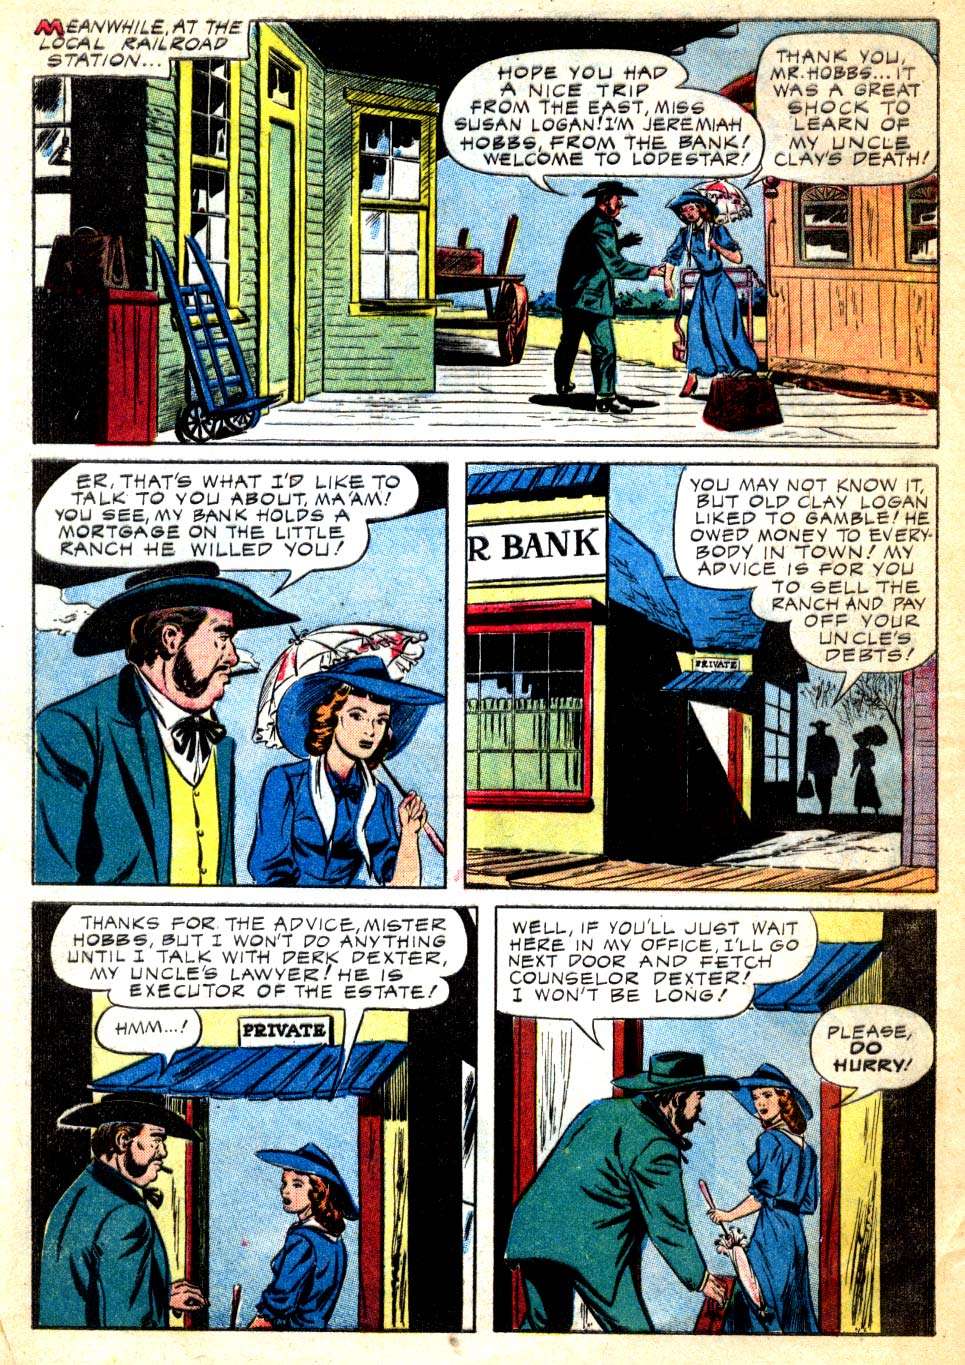 MEANWHILE, AT THE
LOCAL RAILROAD
STATION...
HOPE YOU HAD
A NICE TRIP
FROM THE EAST, MISS
SUSAN LOGAN! I'M JEREMIAH
HOBBS, FROM THE BANK!
WELCOME TO LODESTAR!
THANK YOU,
MR. HOBBS... IT
WAS A GREAT
SHOCK TO
LEARN OF
MY UNCLE
CLAY'S DEATH!
ER, THAT'S WHAT I'D LIKE TO
TALK TO YOU ABOUT, MA'AM!
YOU SEE, MY BANK HOLDS A
MORTGAGE ON THE LITTLE
RANCH HE WILLED YOU!
YOU MAY NOT KNOW IT,
BUT OLD CLAY LOGAN
LIKED TO GAMBLE! HE
OWED MONEY TO EVERY-
BODY IN TOWN! MY
ADVICE IS FOR YOU
TO SELL THE
RANCH AND PAY
OFF YOUR
UNCLE'S
DEBTS!
R BANK
PRIVATE
THANKS FOR THE ADVICE, MISTER
HOBBS, BUT I WON'T DO ANYTHING
UNTIL I TALK WITH DERK DEXTER,
MY UNCLE'S LAWYER! HE IS
EXECUTOR OF THE ESTATE!
HMM...!
PRIVATE
WELL, IF YOU'LL JUST WAIT
HERE IN MY OFFICE, I'LL GO
NEXT DOOR AND FETCH
COUNSELOR DEXTER!
I WON'T BE LONG!
PLEASE,
DO
HURRY!